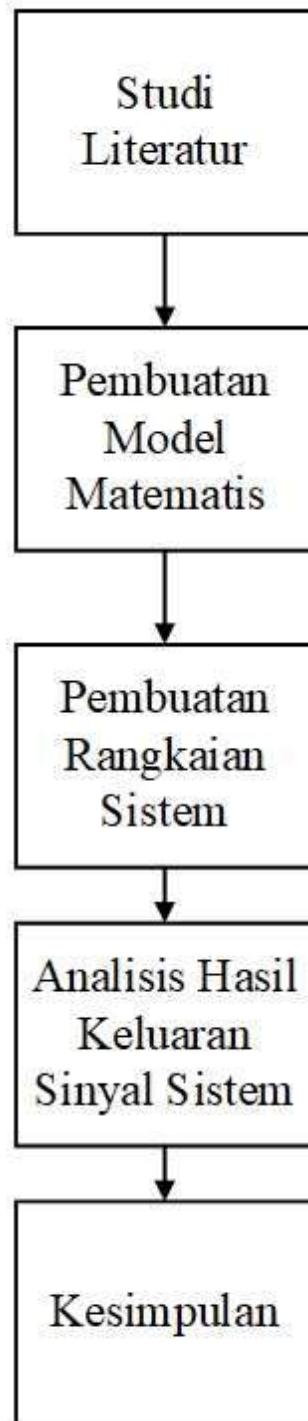 Studi
Literatur
Pembuatan
Model
Matematis
Pembuatan
Rangkaian
Sistem
Analisis Hasil
Keluaran
Sinyal Sistem
Kesimpulan